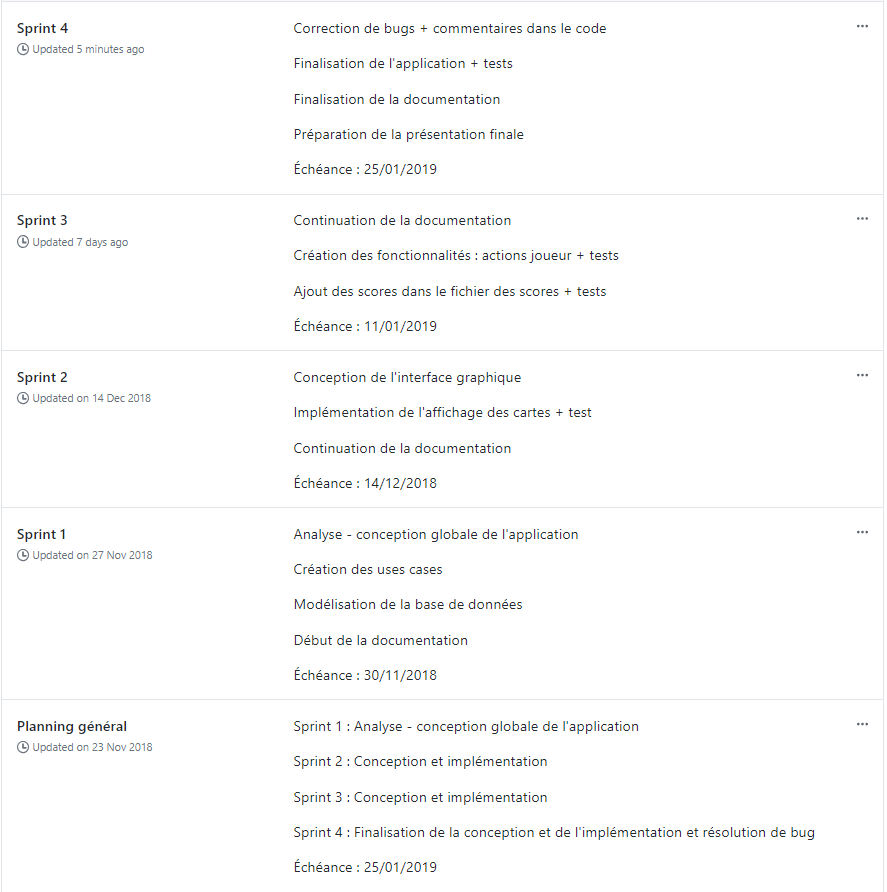 Sprint 4
Updated 5 minutes ago
Correction de bugs + commentaires dans le code
Finalisation de l'application + tests
Finalisation de la documentation
Préparation de la présentation finale
Échéance : 25/01/2019
Sprint 3
Updated 7 days ago
Continuation de la documentation
Création des fonctionnalités : actions joueur + tests
Ajout des scores dans le fichier des scores + tests
Échéance : 11/01/2019
Sprint 2
Updated on 14 Dec 2018
Conception de l'interface graphique
Implémentation de l'affichage des cartes + test
Continuation de la documentation
Échéance : 14/12/2018
Sprint 1
Updated on 27 Nov 2018
Analyse - conception globale de l'application
Création des uses cases
Modélisation de la base de données
Début de la documentation
Échéance : 30/11/2018
Planning général
Updated on 23 Nov 2018
Sprint 1 : Analyse - conception globale de l'application
Sprint 2 : Conception et implémentation
Sprint 3 : Conception et implémentation
Sprint 4 : Finalisation de la conception et de l'implémentation et résolution de bug
Échéance : 25/01/2019